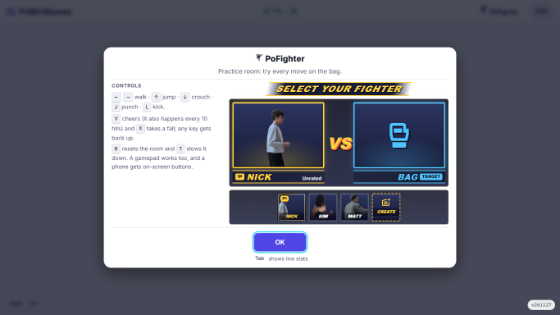 PoFighter
Practice room: try every move on the bag.
CONTROLS
← → walk · ↑ jump · ↓ crouch ·
J punch · L kick.
V cheers (it also happens every 10
hits) and X takes a fall; any key gets
back up.
R resets the room and T slows it
down. A gamepad works too, and a
phone gets on-screen buttons.
SELECT YOUR FIGHTER
VS
NICK
Unrated
BAG TARGET
NICK
KIM
MATT
CREATE
OK
Tab shows live stats
v261127